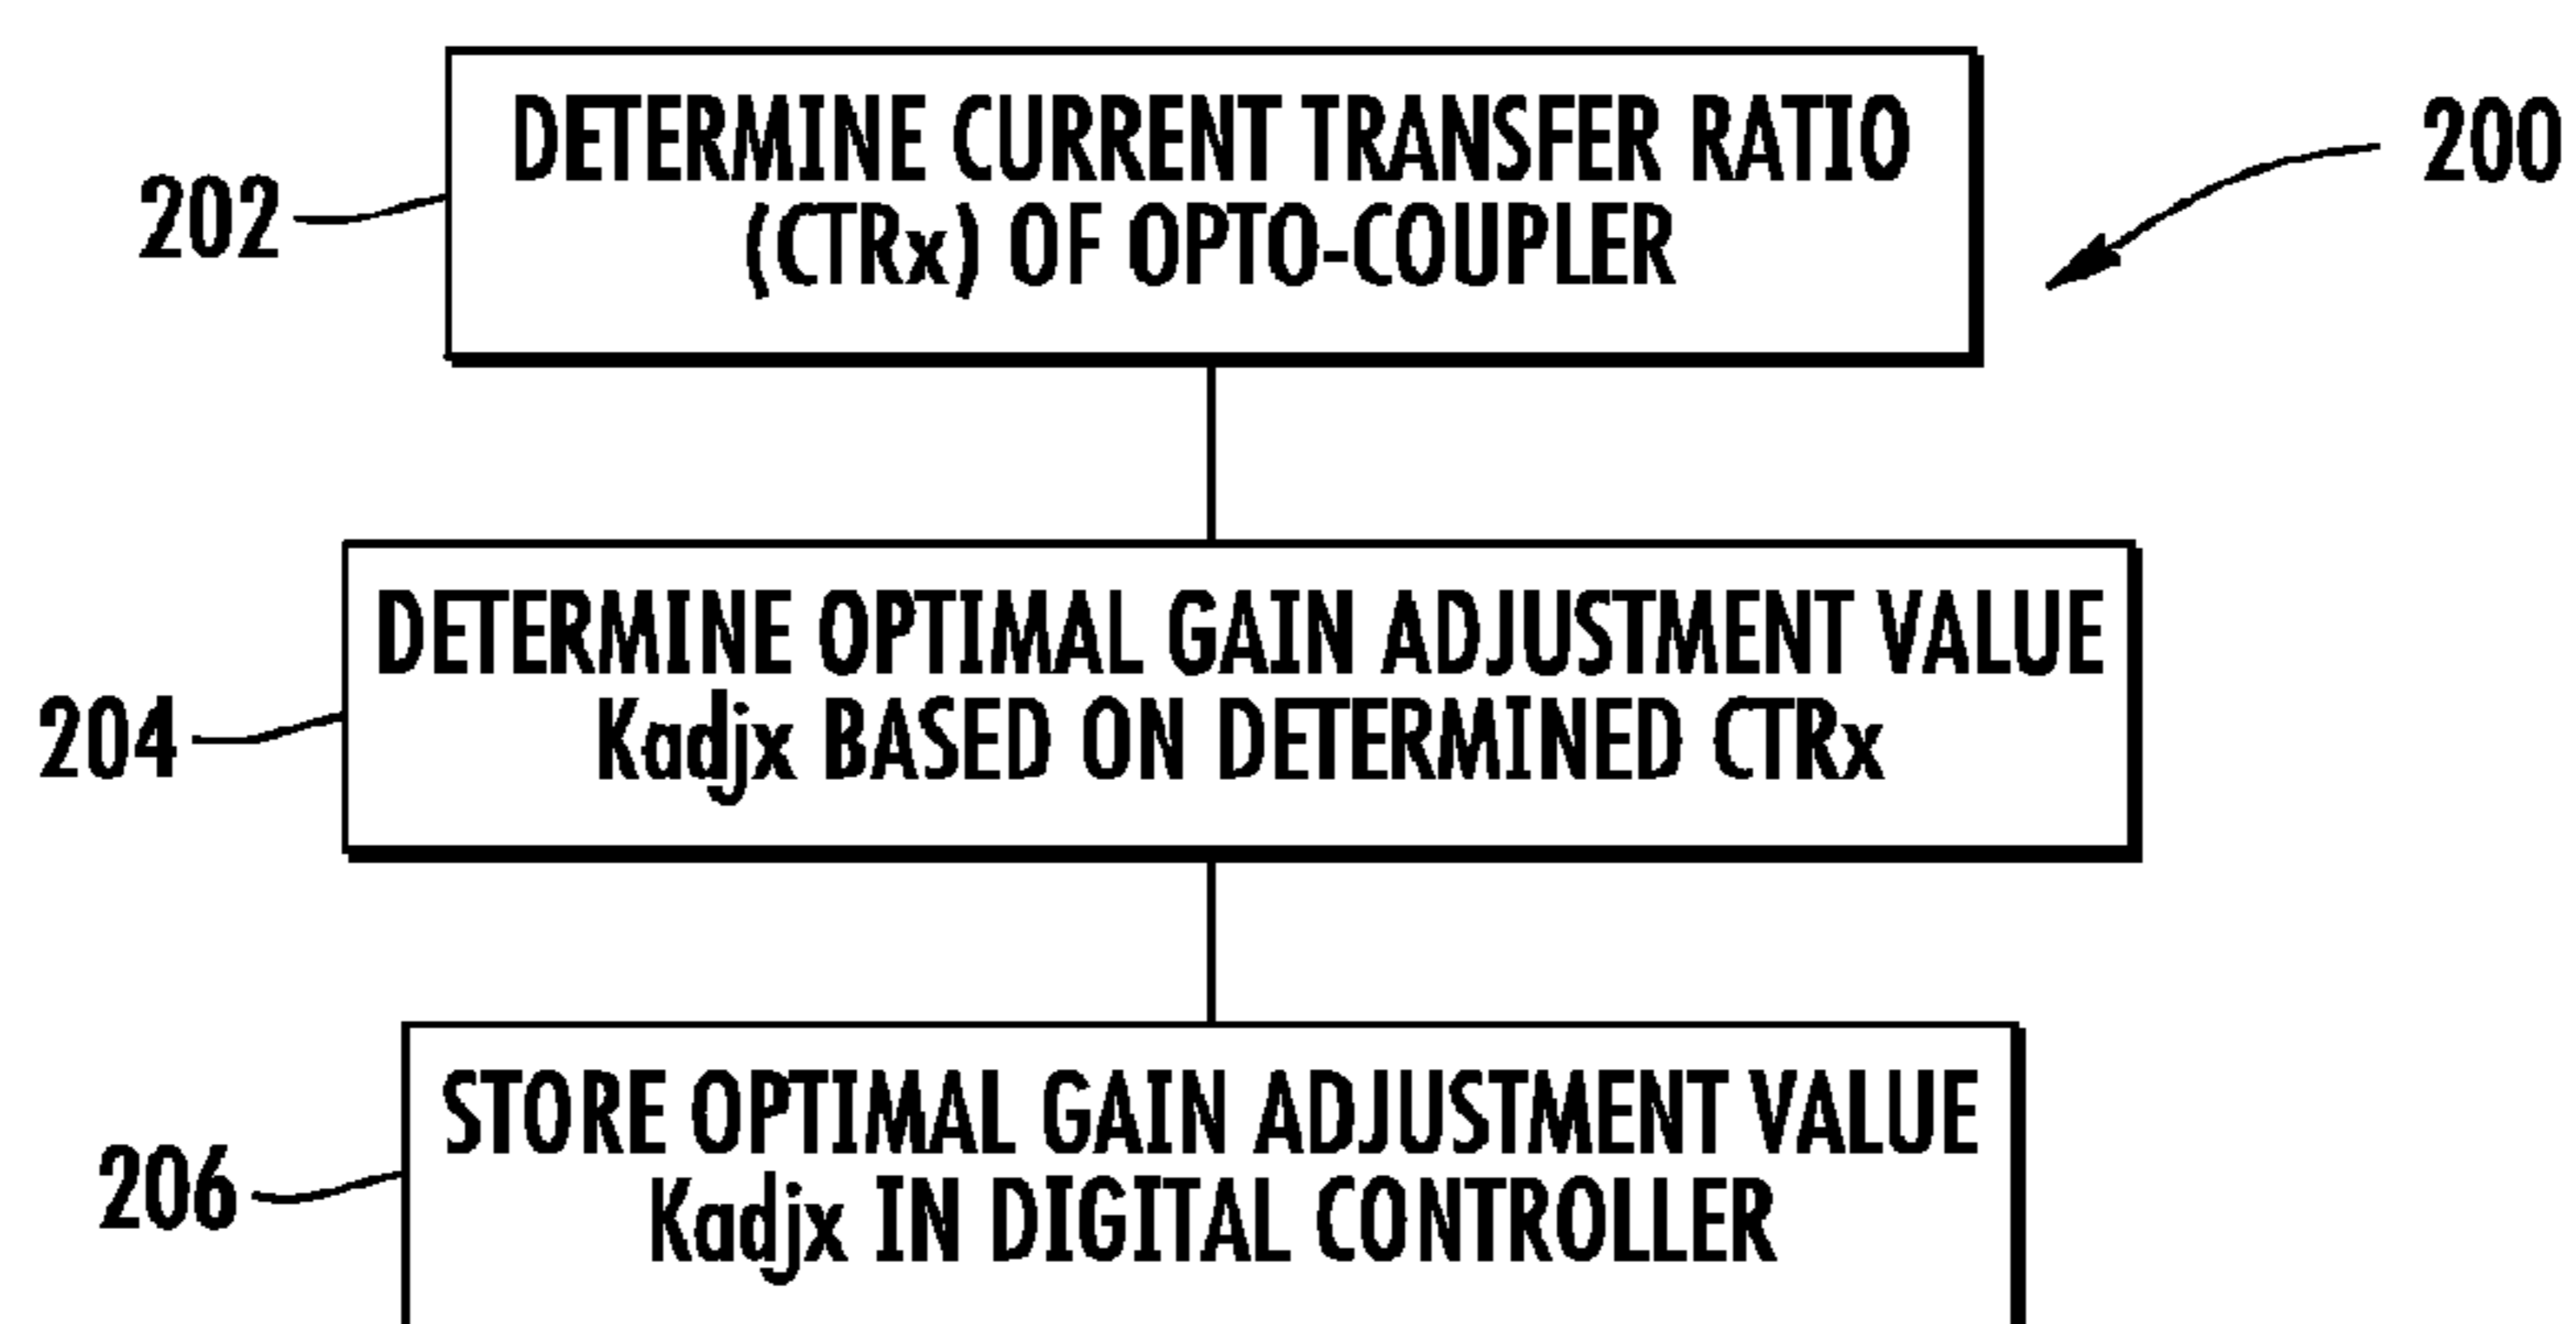 DETERMINE CURRENT TRANSFER RATIO
(CTRx) OF OPTO-COUPLER
200
202
DETERMINE OPTIMAL GAIN ADJUSTMENT VALUE
Kadjx BASED ON DETERMINED CTRx
204
STORE OPTIMAL GAIN ADJUSTMENT VALUE
Kadjx IN DIGITAL CONTROLLER
206